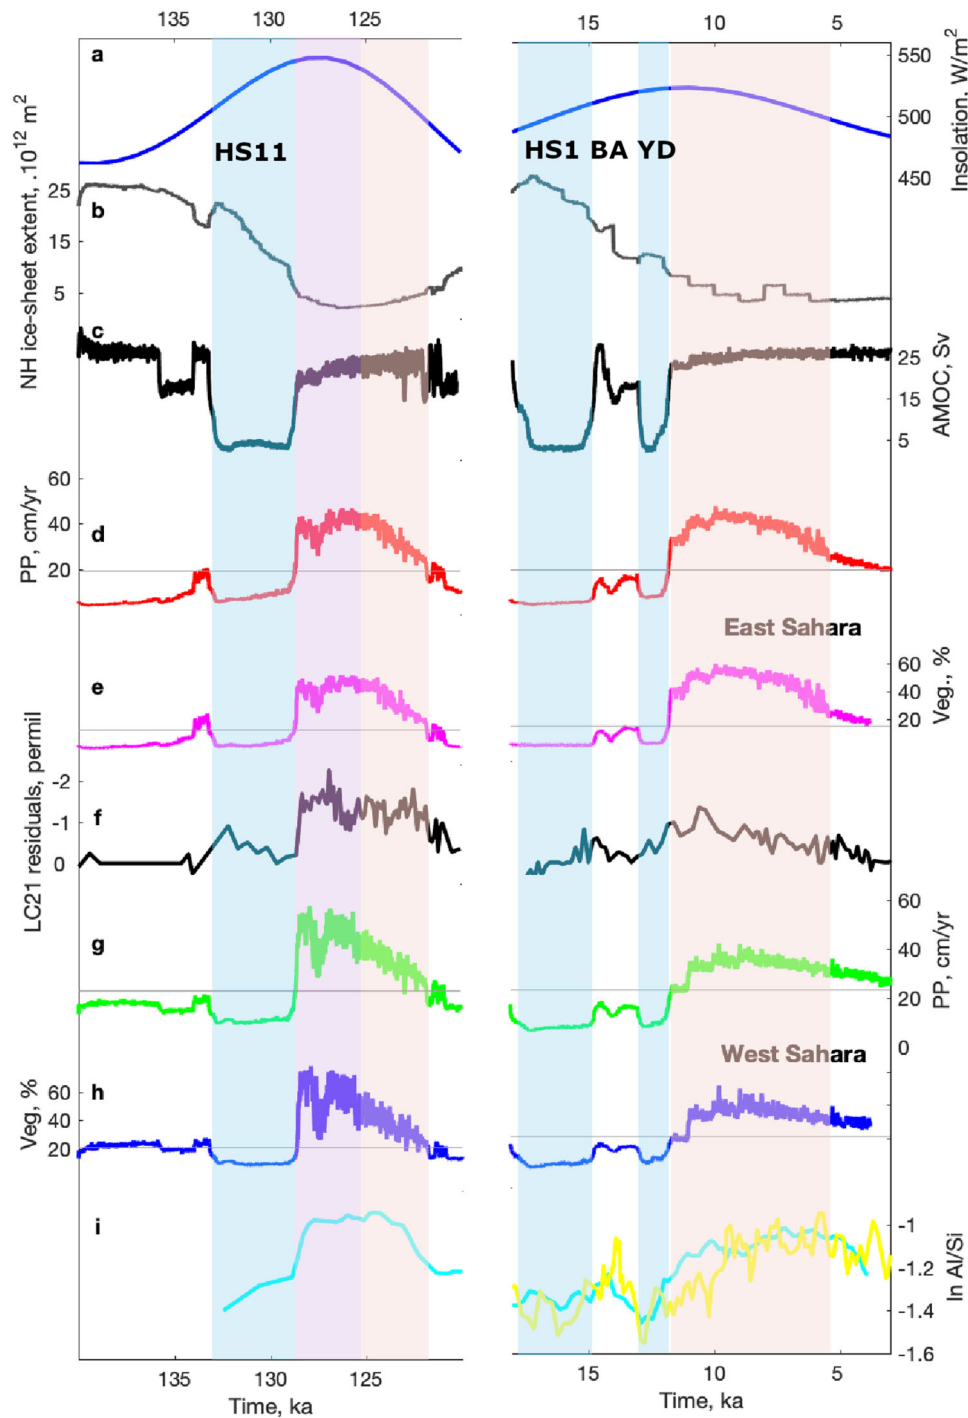 135 130 125
15 10 5
a
550
500
450
Insolation. W/m²
HS11
HS1 BA YD
NH ice-sheet extent, .10¹² m²
25
15
5
b
c
25
15
5
AMOC, Sv
PP, cm/yr
60
40
20
d
East Sahara
e
60
40
20
Veg., %
LC21 residuals, permil
-2
-1
0
f
g
60
40
20
0
PP, cm/yr
West Sahara
Veg, %
60
40
20
h
i
-1
-1.2
-1.4
-1.6
ln Al/Si
135 130 125
15 10 5
Time, ka
Time, ka